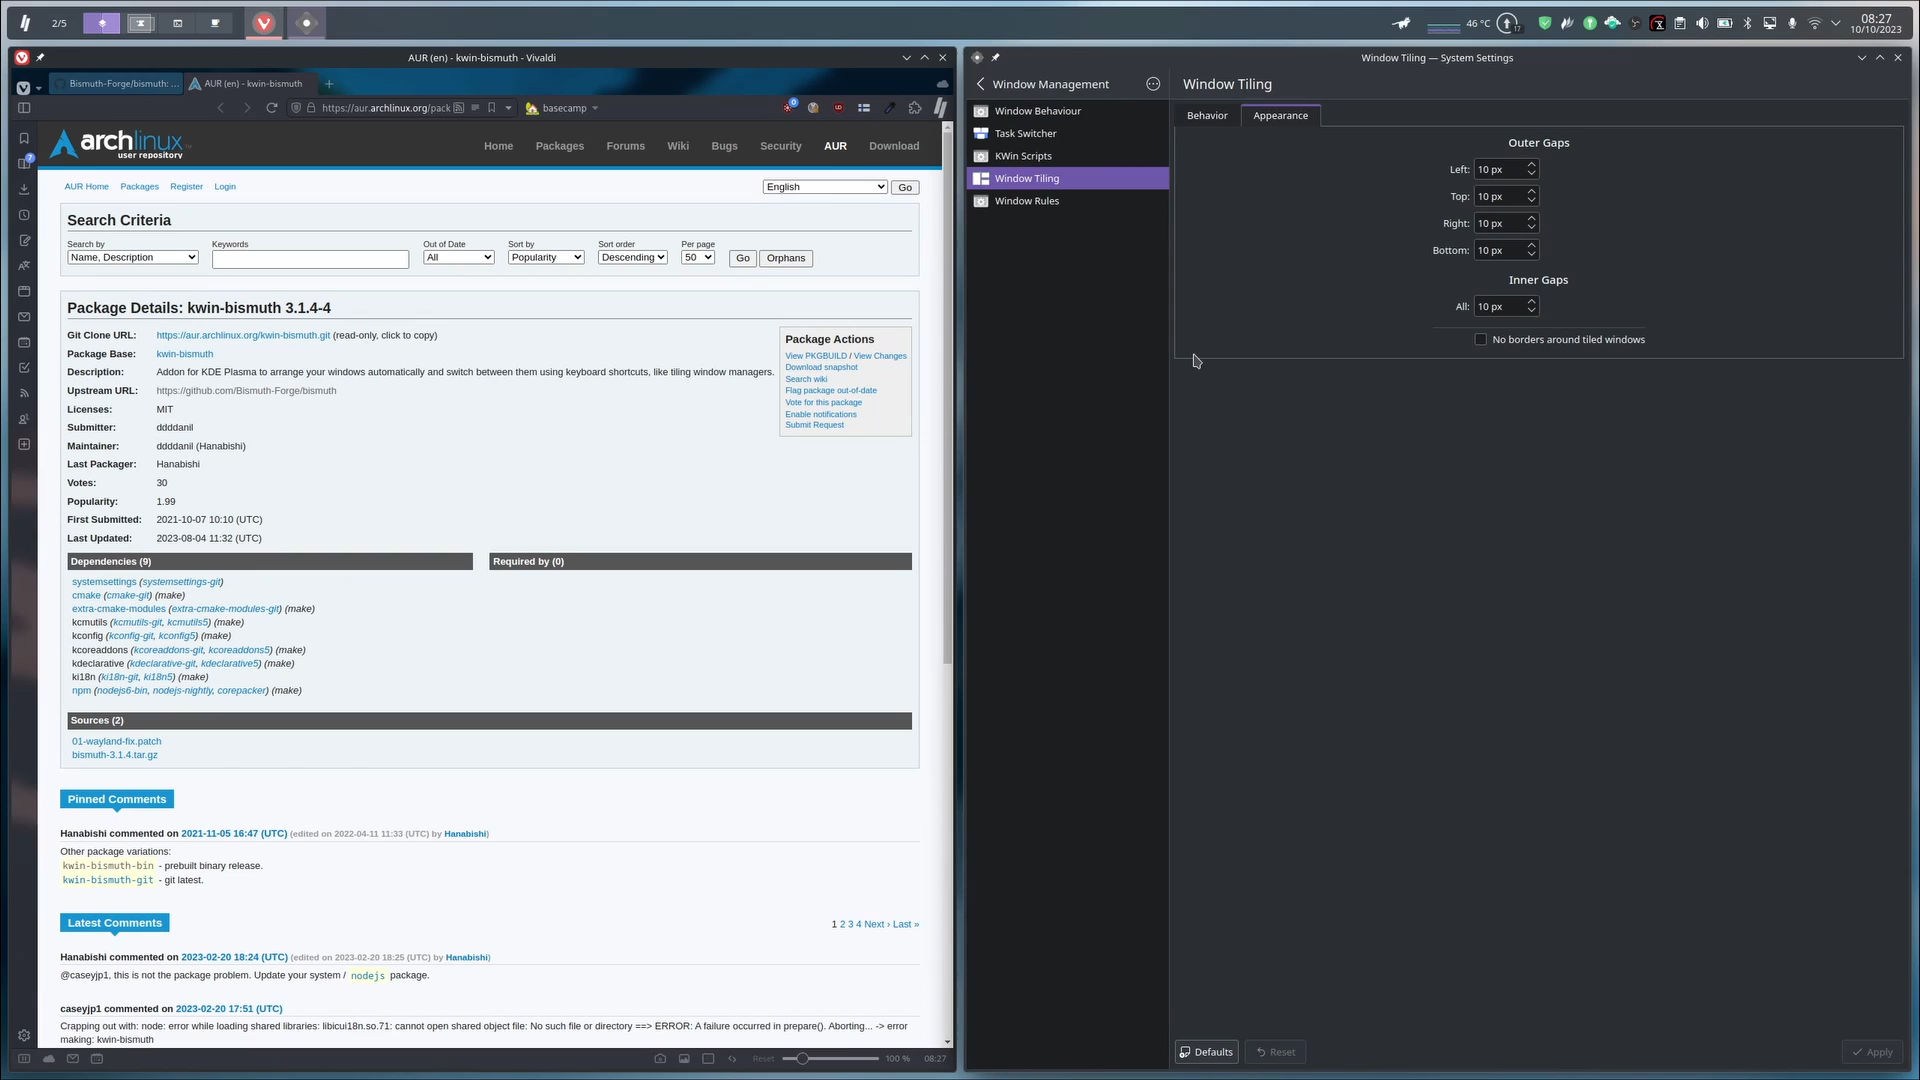 2/5
46 °C
17
08:27
10/10/2023
AUR (en) - kwin-bismuth - Vivaldi
Bismuth-Forge/bismuth: ...
AUR (en) - kwin-bismuth
https://aur.archlinux.org/pack
0
basecamp
7
archlinux
user repository
Home
Packages
Forums
Wiki
Bugs
Security
AUR
Download
AUR Home
Packages
Register
Login
English
Go
Search Criteria
Search by
Keywords
Out of Date
Sort by
Sort order
Per page
Name, Description
All
Popularity
Descending
50
Go
Orphans
Package Details: kwin-bismuth 3.1.4-4
Git Clone URL: https://aur.archlinux.org/kwin-bismuth.git (read-only, click to copy)
Package Base: kwin-bismuth
Description: Addon for KDE Plasma to arrange your windows automatically and switch between them using keyboard shortcuts, like tiling window managers.
Upstream URL: https://github.com/Bismuth-Forge/bismuth
Licenses: MIT
Submitter: ddddanil
Maintainer: ddddanil (Hanabishi)
Last Packager: Hanabishi
Votes: 30
Popularity: 1.99
First Submitted: 2021-10-07 10:10 (UTC)
Last Updated: 2023-08-04 11:32 (UTC)
Package Actions
View PKGBUILD / View Changes
Download snapshot
Search wiki
Flag package out-of-date
Vote for this package
Enable notifications
Submit Request
Dependencies (9)
systemsettings (systemsettings-git)
cmake (cmake-git) (make)
extra-cmake-modules (extra-cmake-modules-git) (make)
kcmutils (kcmutils-git, kcmutils5) (make)
kconfig (kconfig-git, kconfig5) (make)
kcoreaddons (kcoreaddons-git, kcoreaddons5) (make)
kdeclarative (kdeclarative-git, kdeclarative5) (make)
ki18n (ki18n-git, ki18n5) (make)
npm (nodejs6-bin, nodejs-nightly, corepacker) (make)
Required by (0)
Sources (2)
01-wayland-fix.patch
bismuth-3.1.4.tar.gz
Pinned Comments
Hanabishi commented on 2021-11-05 16:47 (UTC) (edited on 2022-04-11 11:33 (UTC) by Hanabishi)
Other package variations:
kwin-bismuth-bin - prebuilt binary release.
kwin-bismuth-git - git latest.
Latest Comments
1 2 3 4 Next › Last »
Hanabishi commented on 2023-02-20 18:24 (UTC) (edited on 2023-02-20 18:25 (UTC) by Hanabishi)
@caseyjp1, this is not the package problem. Update your system / nodejs package.
caseyjp1 commented on 2023-02-20 17:51 (UTC)
Crapping out with: node: error while loading shared libraries: libicui18n.so.71: cannot open shared object file: No such file or directory ==> ERROR: A failure occurred in prepare(). Aborting... -> error
making: kwin-bismuth
Reset
100 %
08:27
Window Tiling — System Settings
Window Management
Window Behaviour
Task Switcher
KWin Scripts
Window Tiling
Window Rules
Window Tiling
Behavior
Appearance
Outer Gaps
Left: 10 px
Top: 10 px
Right: 10 px
Bottom: 10 px
Inner Gaps
All: 10 px
No borders around tiled windows
Defaults
Reset
Apply